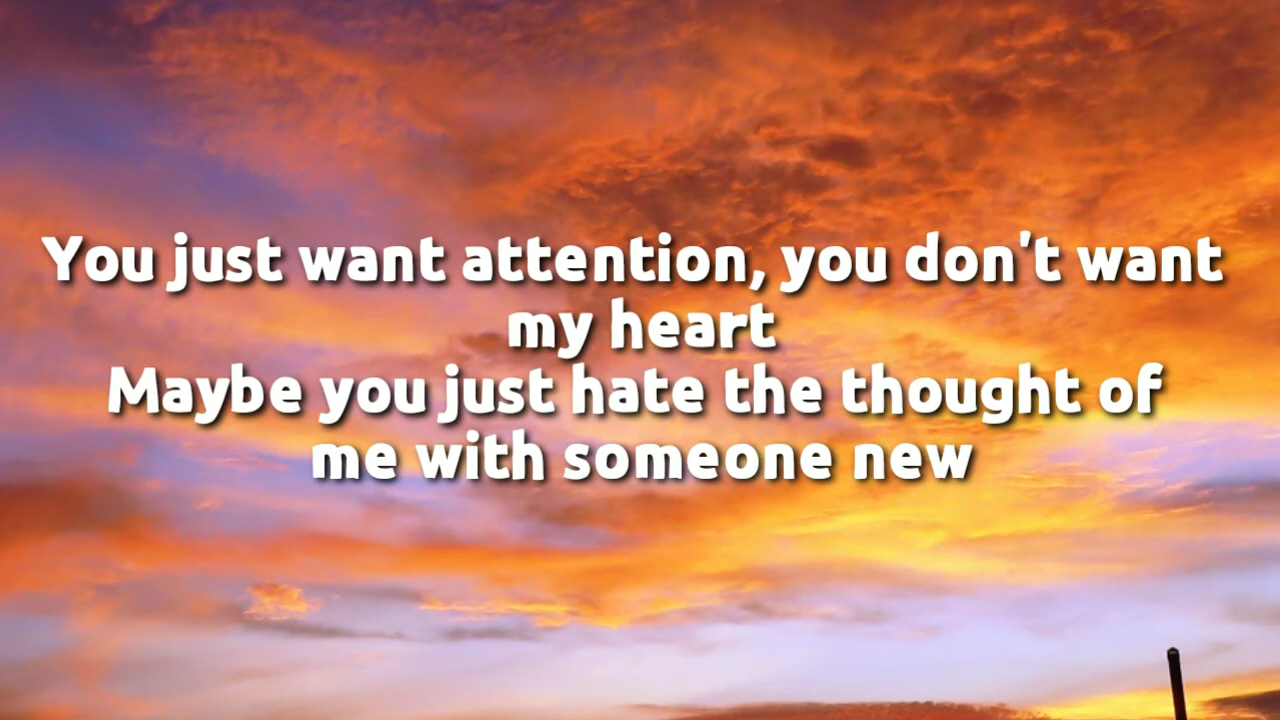 You just want attention, you don't want
my heart
Maybe you just hate the thought of
me with someone new